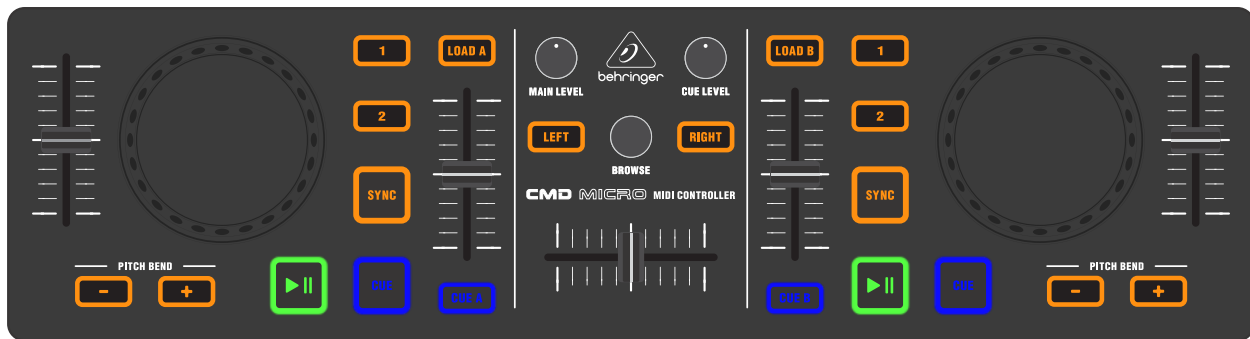 1
LOAD A
LOAD B
1
behringer
MAIN LEVEL
CUE LEVEL
2
LEFT
RIGHT
2
BROWSE
SYNC
CMD MICRO MIDI CONTROLLER
SYNC
PITCH BEND
PITCH BEND
-
+
CUE
CUE A
CUE B
CUE
-
+